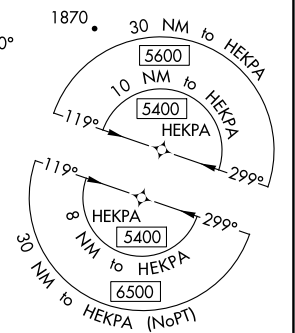 1870
0°
30 NM to HEKPA
5600
10 NM to HEKPA
5400
HEKPA
119°
299°
119°
299°
HEKPA
5400
8 NM to HEKPA
6500
30 NM to HEKPA (NoPT)